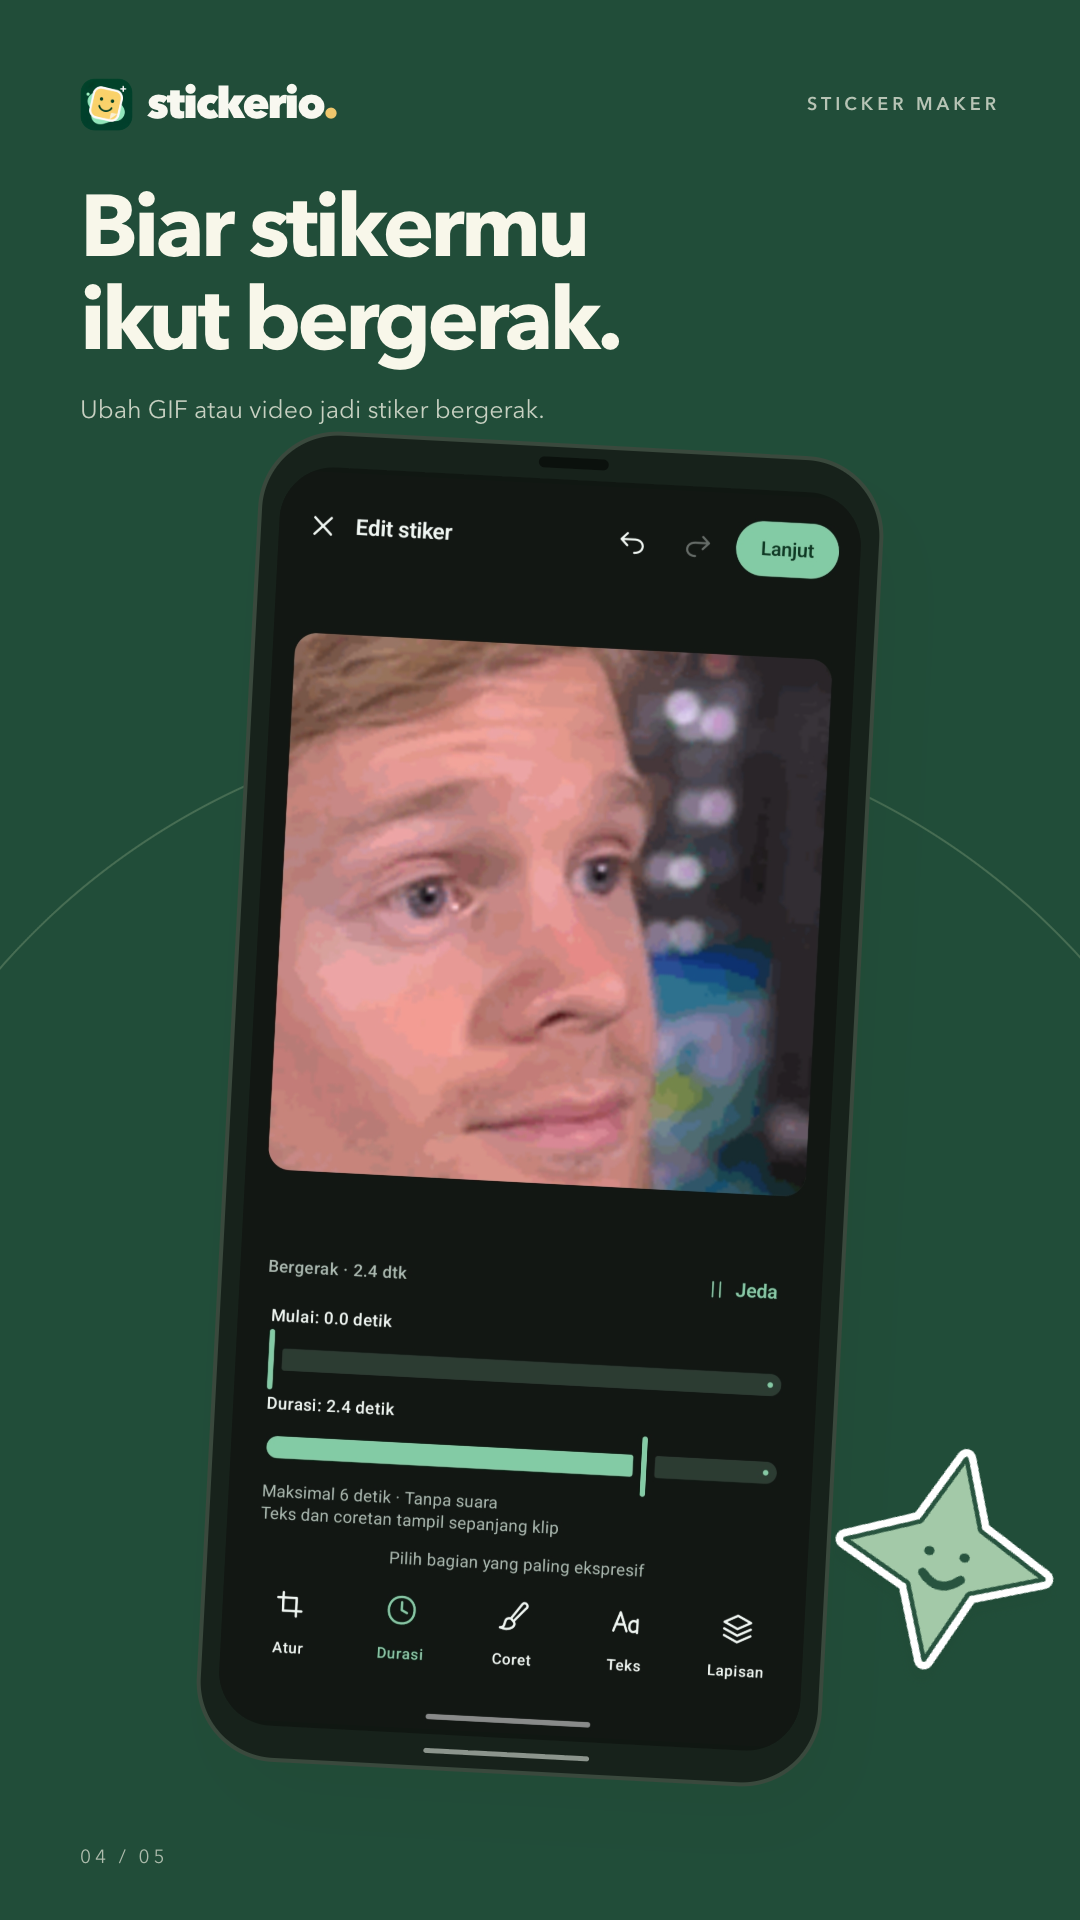 stickerio.
STICKER MAKER
Biar stikermu
ikut bergerak.
Ubah GIF atau video jadi stiker bergerak.
Edit stiker
Lanjut
Bergerak · 2.4 dtk
Jeda
Mulai: 0.0 detik
Durasi: 2.4 detik
Maksimal 6 detik · Tanpa suara
Teks dan coretan tampil sepanjang klip
Pilih bagian yang paling ekspresif
Aa
Atur
Durasi
Coret
Teks
Lapisan
04 / 05